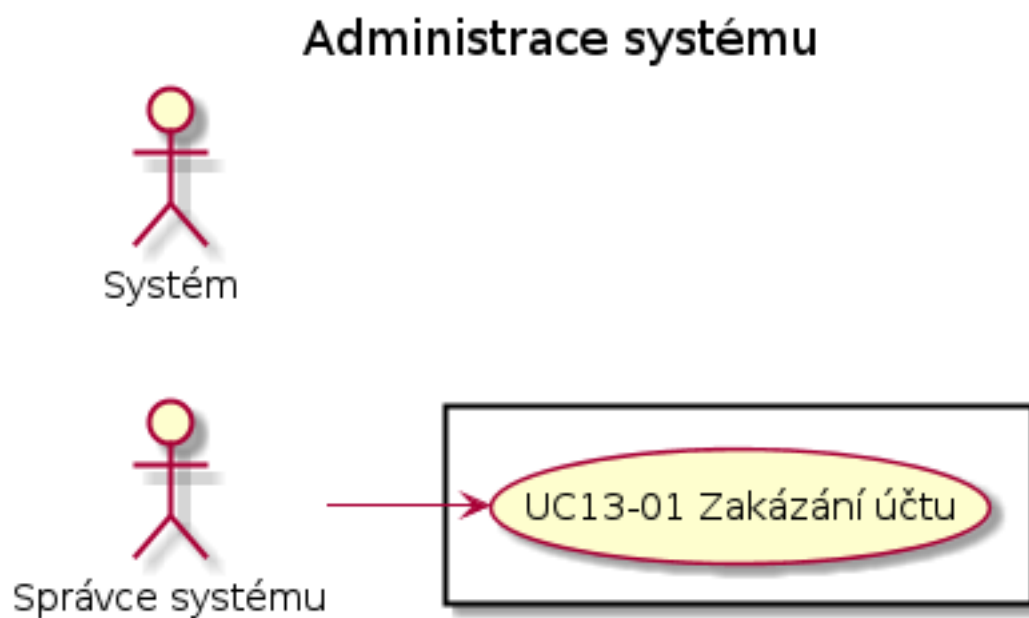 Administrace systému
Systém
UC13-01 Zakázání účtu
Správce systému